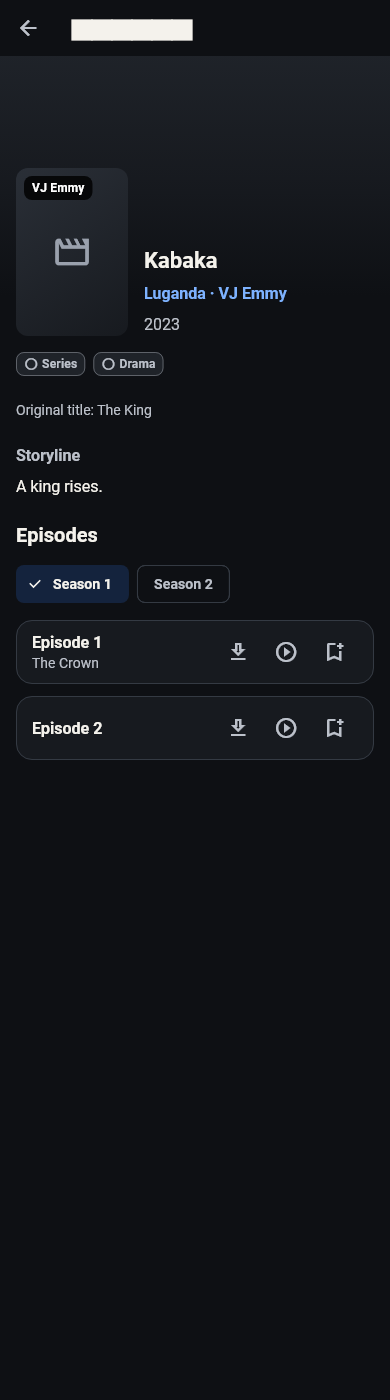 VJ Emmy
Kabaka
Luganda · VJ Emmy
2023
Series
Drama
Original title: The King
Storyline
A king rises.
Episodes
Season 1
Season 2
Episode 1
The Crown
Episode 2